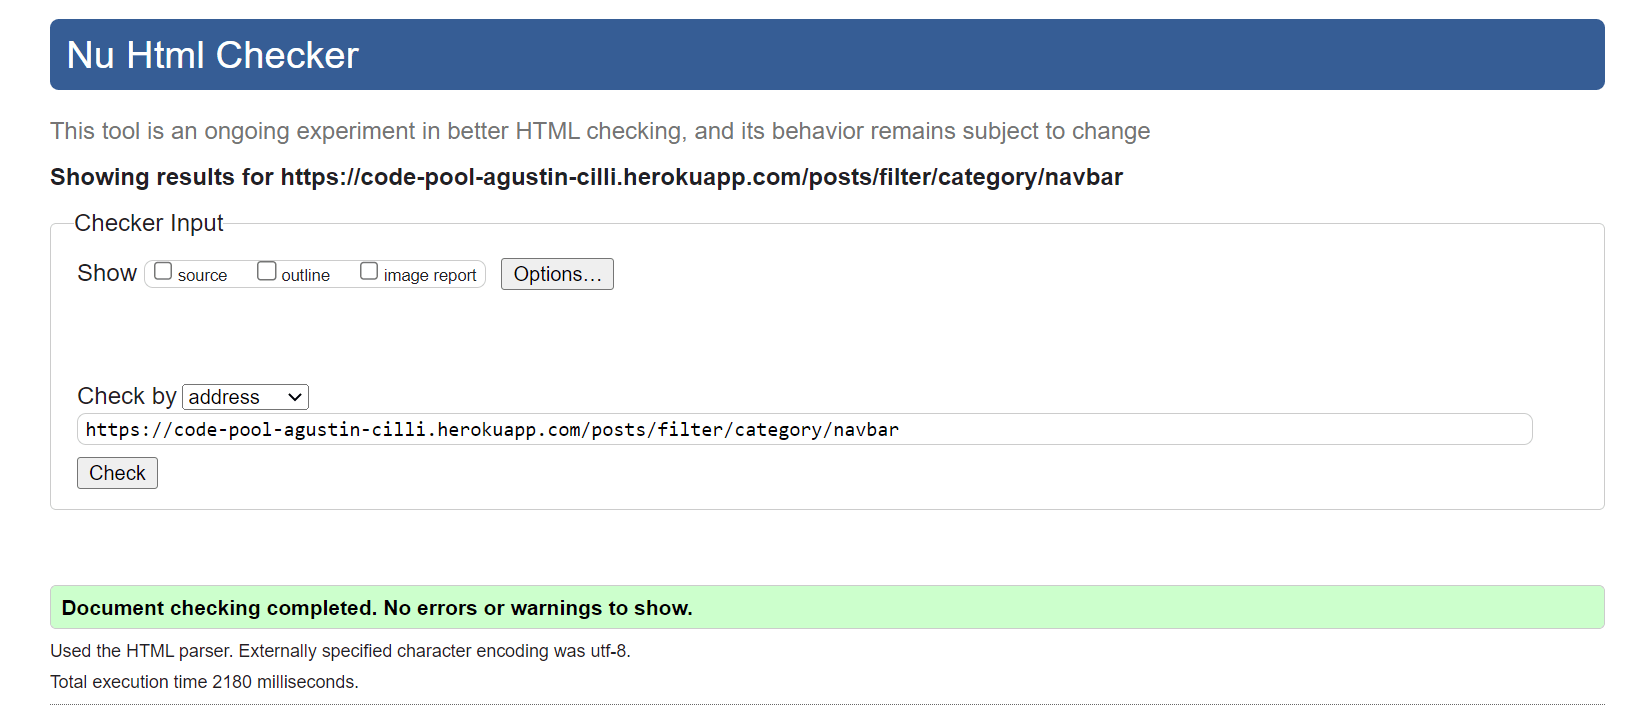 Nu Html Checker
This tool is an ongoing experiment in better HTML checking, and its behavior remains subject to change
Showing results for https://code-pool-agustin-cilli.herokuapp.com/posts/filter/category/navbar
Checker Input
Show source outline image report Options...
Check by address
https://code-pool-agustin-cilli.herokuapp.com/posts/filter/category/navbar
Check
Document checking completed. No errors or warnings to show.
Used the HTML parser. Externally specified character encoding was utf-8.
Total execution time 2180 milliseconds.